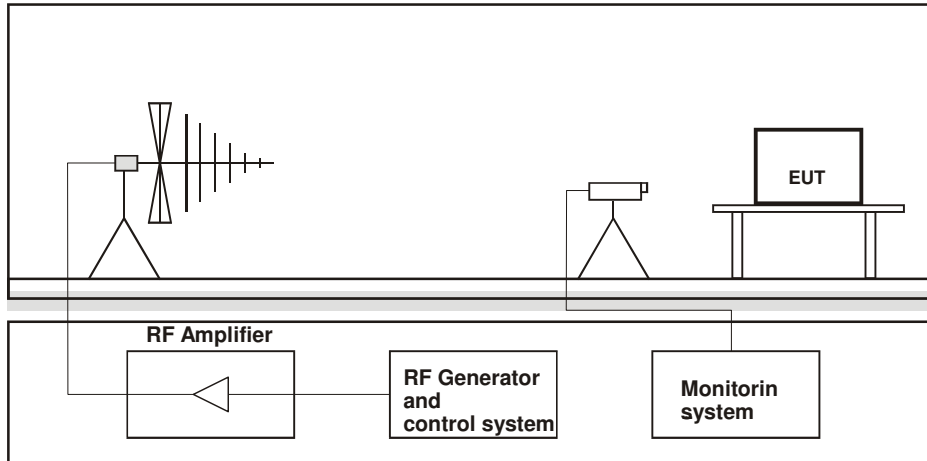 EUT
RF Amplifier
RF Generator
and
control system
Monitorin
system